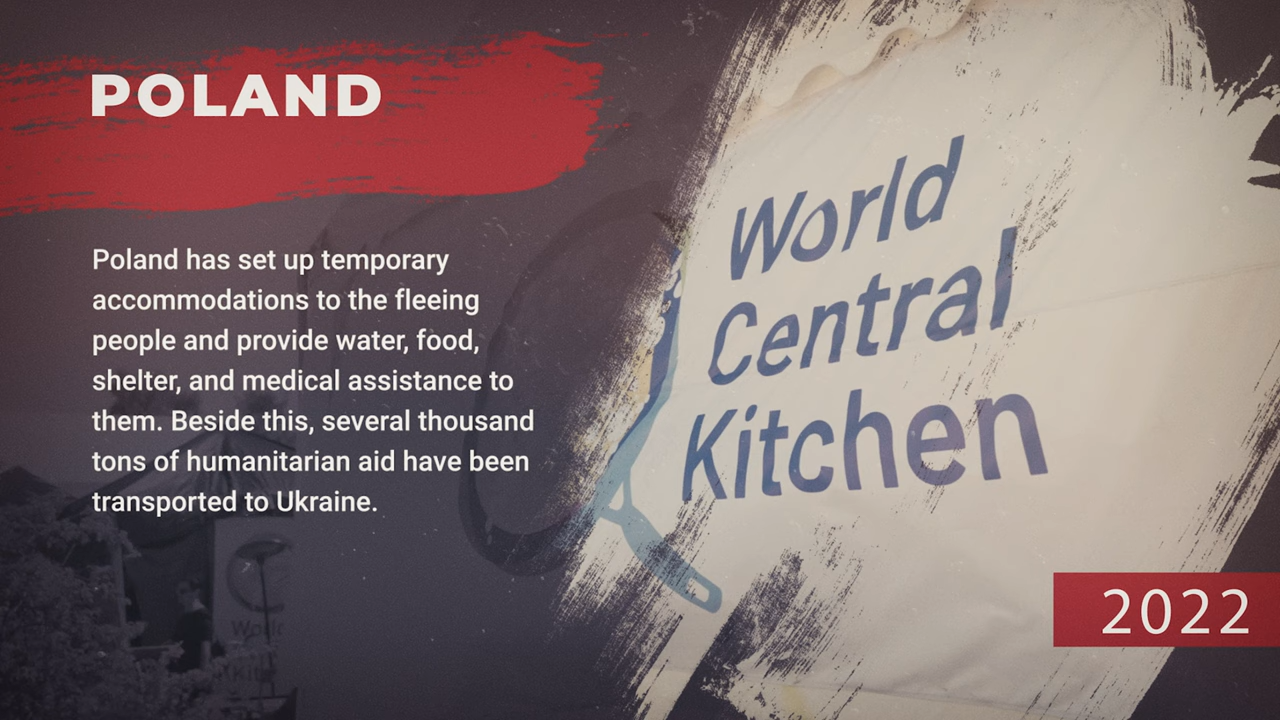 POLAND
Poland has set up temporary
accommodations to the fleeing
people and provide water, food,
shelter, and medical assistance to
them. Beside this, several thousand
tons of humanitarian aid have been
transported to Ukraine.
World
Central
Kitchen
2022